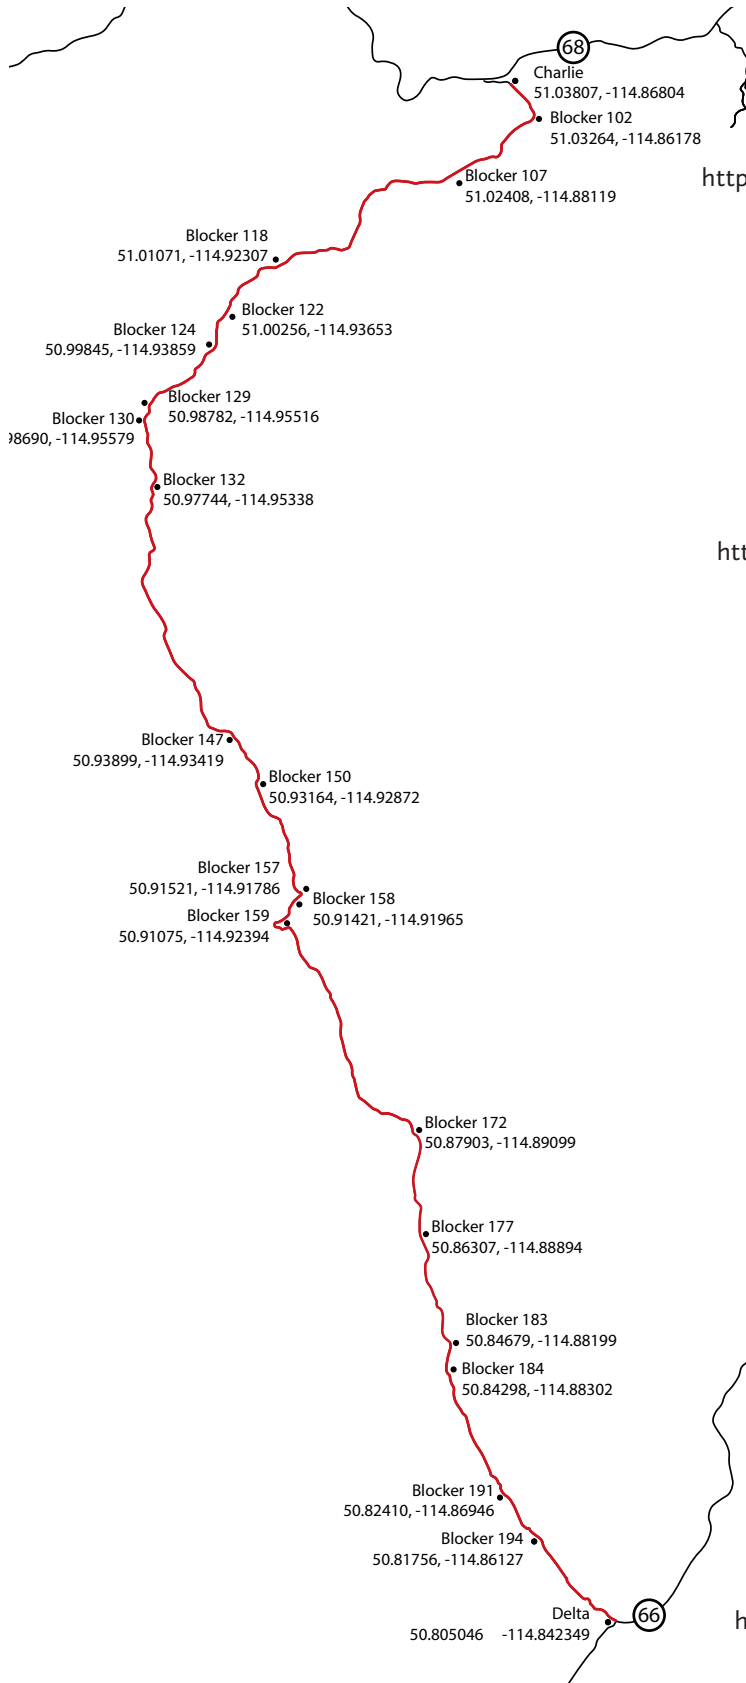 68
Charlie
51.03807, -114.86804
Blocker 102
51.03264, -114.86178
http
Blocker 107
51.02408, -114.88119
Blocker 118
51.01071, -114.92307
Blocker 122
51.00256, -114.93653
Blocker 124
50.99845, -114.93859
Blocker 129
50.98782, -114.95516
Blocker 130
98690, -114.95579
Blocker 132
50.97744, -114.95338
htt
Blocker 147
50.93899, -114.93419
Blocker 150
50.93164, -114.92872
Blocker 157
50.91521, -114.91786
Blocker 158
50.91421, -114.91965
Blocker 159
50.91075, -114.92394
Blocker 172
50.87903, -114.89099
Blocker 177
50.86307, -114.88894
Blocker 183
50.84679, -114.88199
Blocker 184
50.84298, -114.88302
Blocker 191
50.82410, -114.86946
Blocker 194
50.81756, -114.86127
Delta
50.805046 -114.842349
66
h